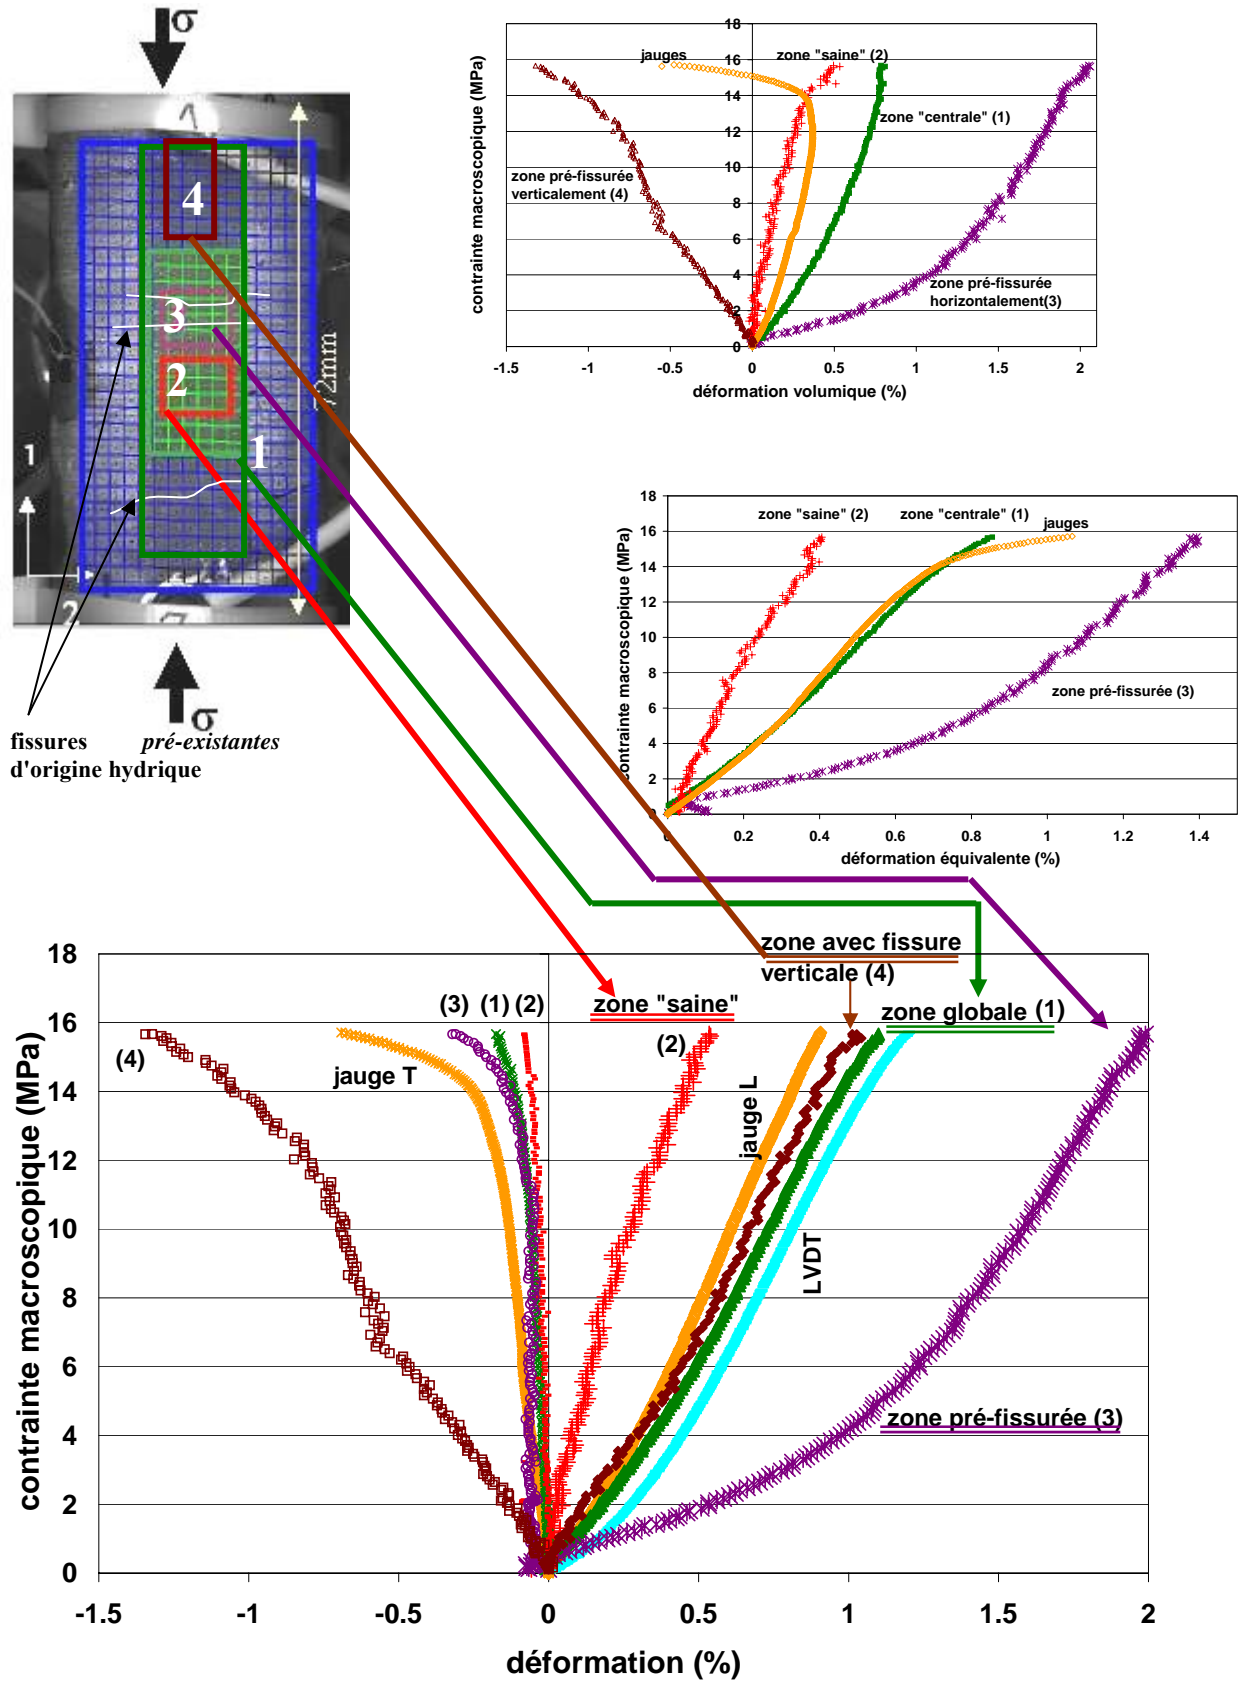 σ
4
3
2
1
72mm
1
2
σ
fissures pré-existantes
d'origine hydrique
contrainte macroscopique (MPa)
18
16
14
12
10
8
6
4
2
0
-1.5 -1 -0.5 0 0.5 1 1.5 2
déformation volumique (%)
jauges
zone "saine" (2)
zone "centrale" (1)
zone pré-fissurée
verticalement (4)
zone pré-fissurée
horizontalement(3)
contrainte macroscopique (MPa)
18
16
14
12
10
8
6
4
2
0
0 0.2 0.4 0.6 0.8 1 1.2 1.4
déformation équivalente (%)
zone "saine" (2)
zone "centrale" (1)
jauges
zone pré-fissurée (3)
contrainte macroscopique (MPa)
18
16
14
12
10
8
6
4
2
0
-1.5 -1 -0.5 0 0.5 1 1.5 2
déformation (%)
zone avec fissure
verticale (4)
(3) (1) (2)
zone "saine"
zone globale (1)
(4)
(2)
jauge T
jauge L
LVDT
zone pré-fissurée (3)